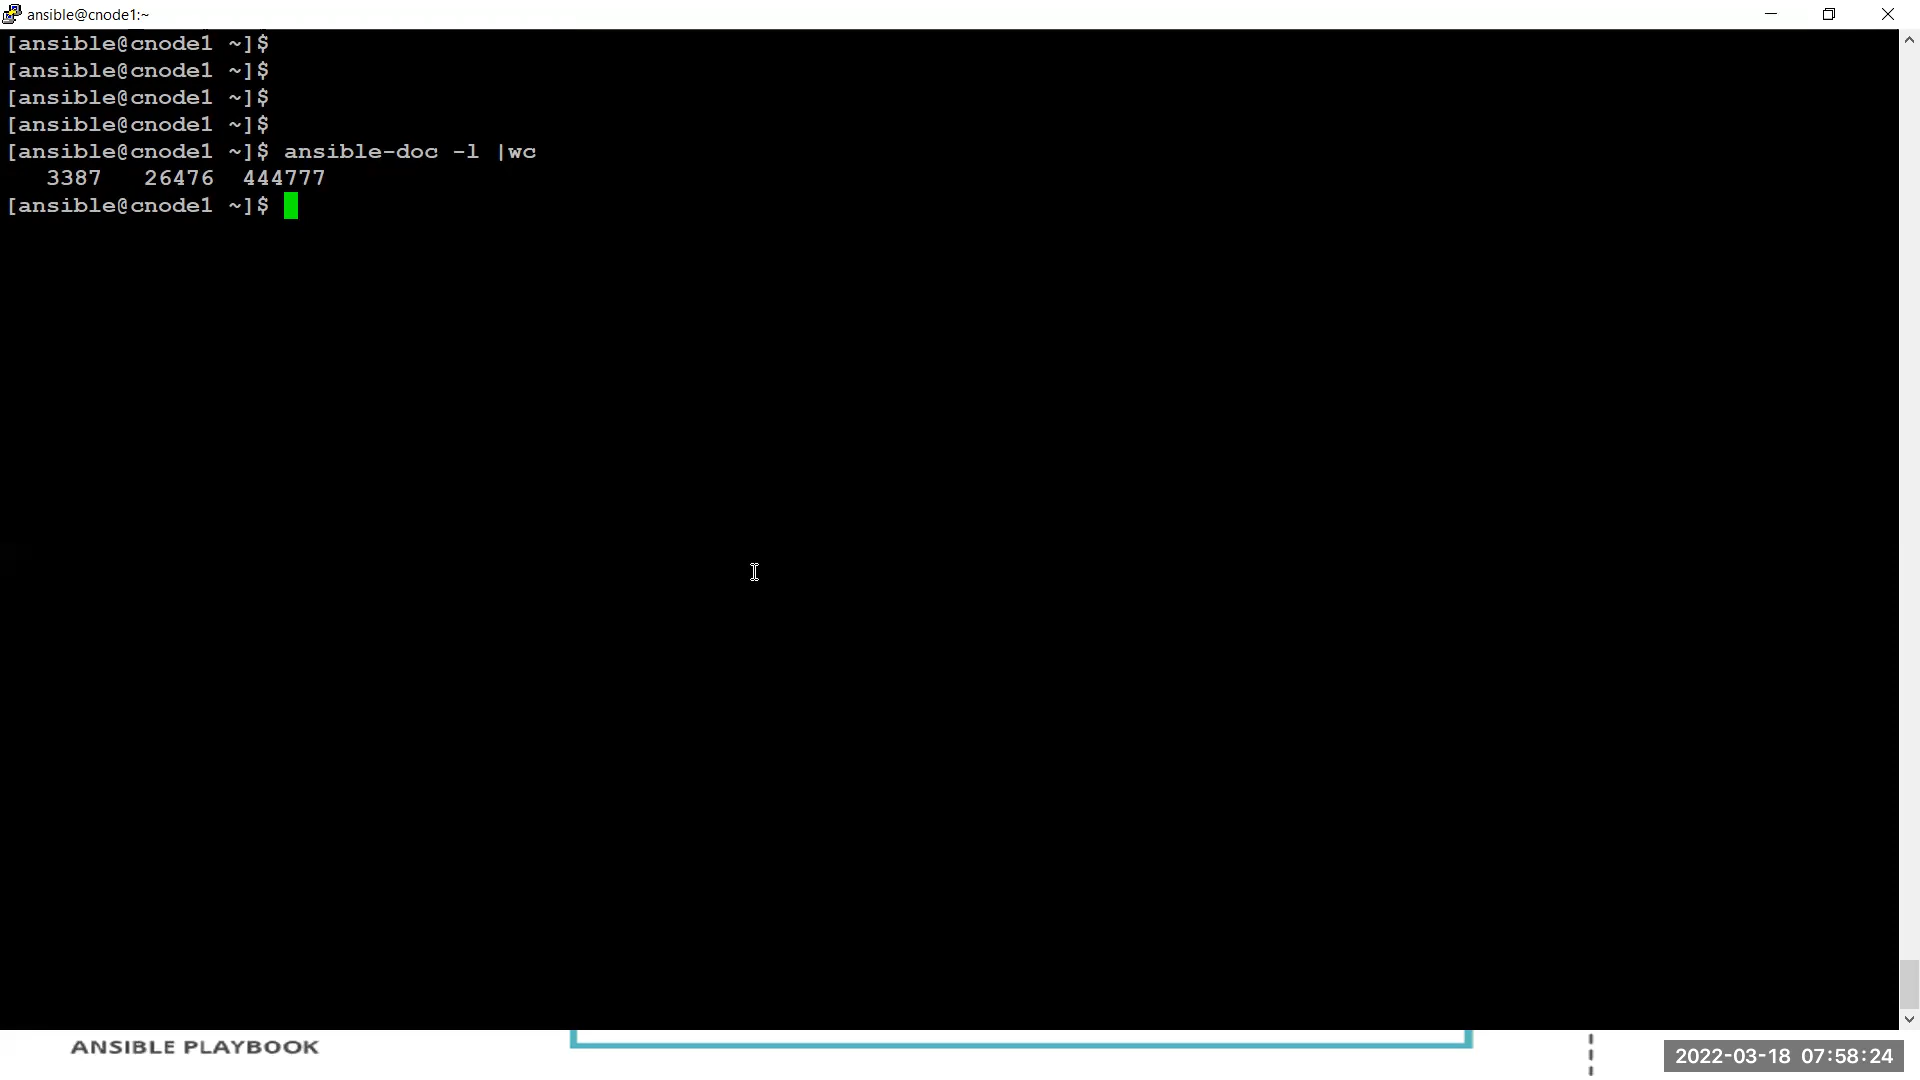 ansible@cnode1:~
[ansible@cnode1 ~]$
[ansible@cnode1 ~]$
[ansible@cnode1 ~]$
[ansible@cnode1 ~]$
[ansible@cnode1 ~]$ ansible-doc -l |wc
3387 26476 444777
[ansible@cnode1 ~]$
ANSIBLE PLAYBOOK
2022-03-18 07:58:24